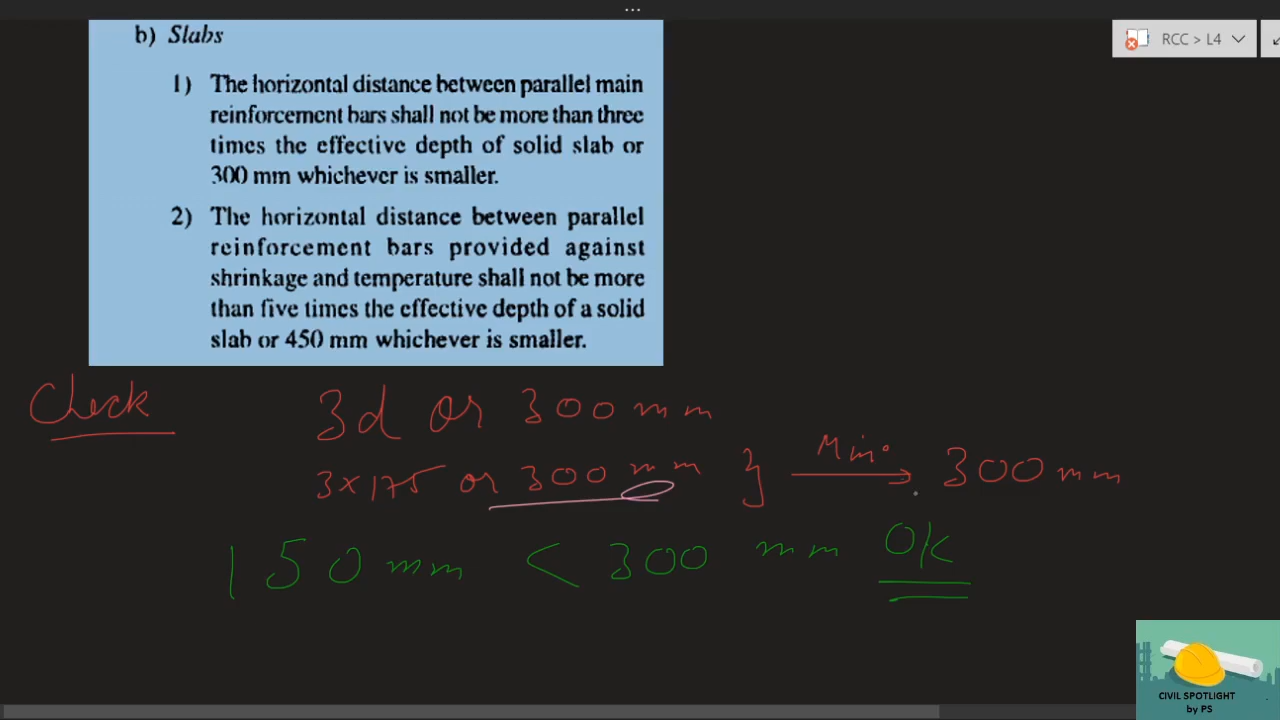 ...
RCC > L4
b) Slabs
1) The horizontal distance between parallel main
reinforcement bars shall not be more than three
times the effective depth of solid slab or
300 mm whichever is smaller.
2) The horizontal distance between parallel
reinforcement bars provided against
shrinkage and temperature shall not be more
than five times the effective depth of a solid
slab or 450 mm whichever is smaller.
Check
3d or 300 mm
3 x 175 or 300 mm } Min. 300 mm
150 mm < 300 mm OK
CIVIL SPOTLIGHT
by PS